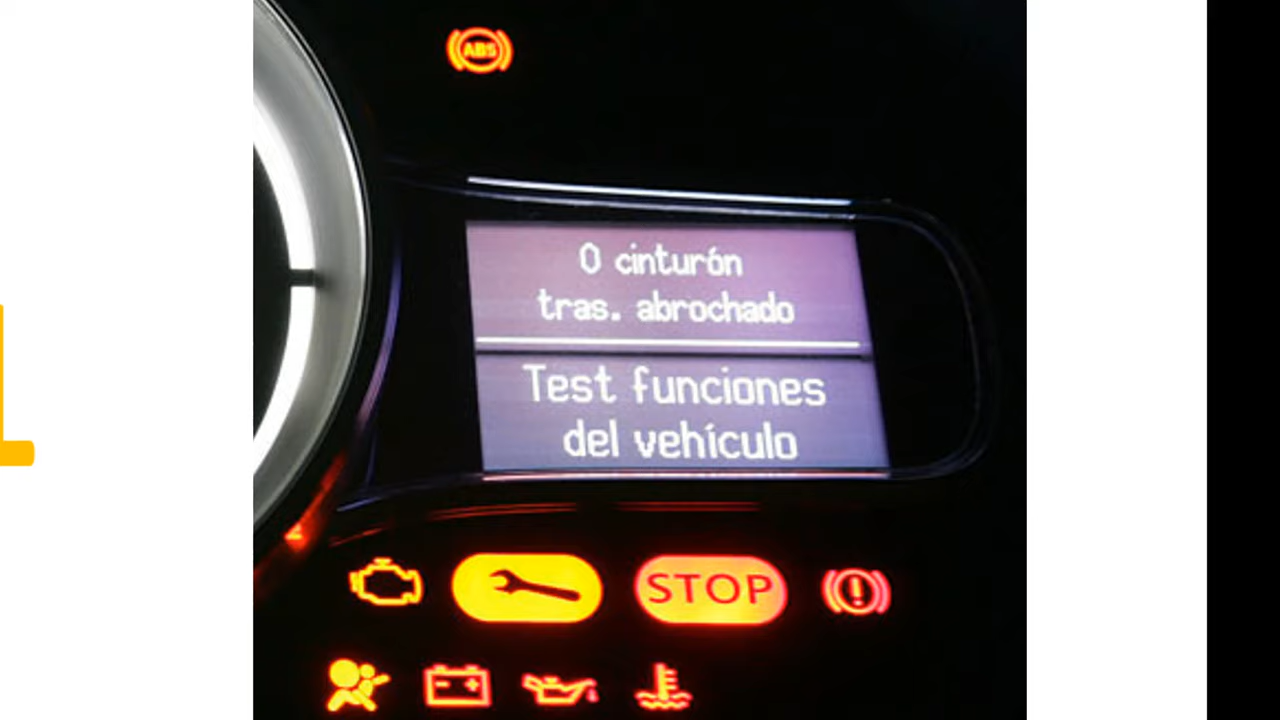 ABS
0 cinturón
tras. abrochado
Test funciones
del vehículo
STOP